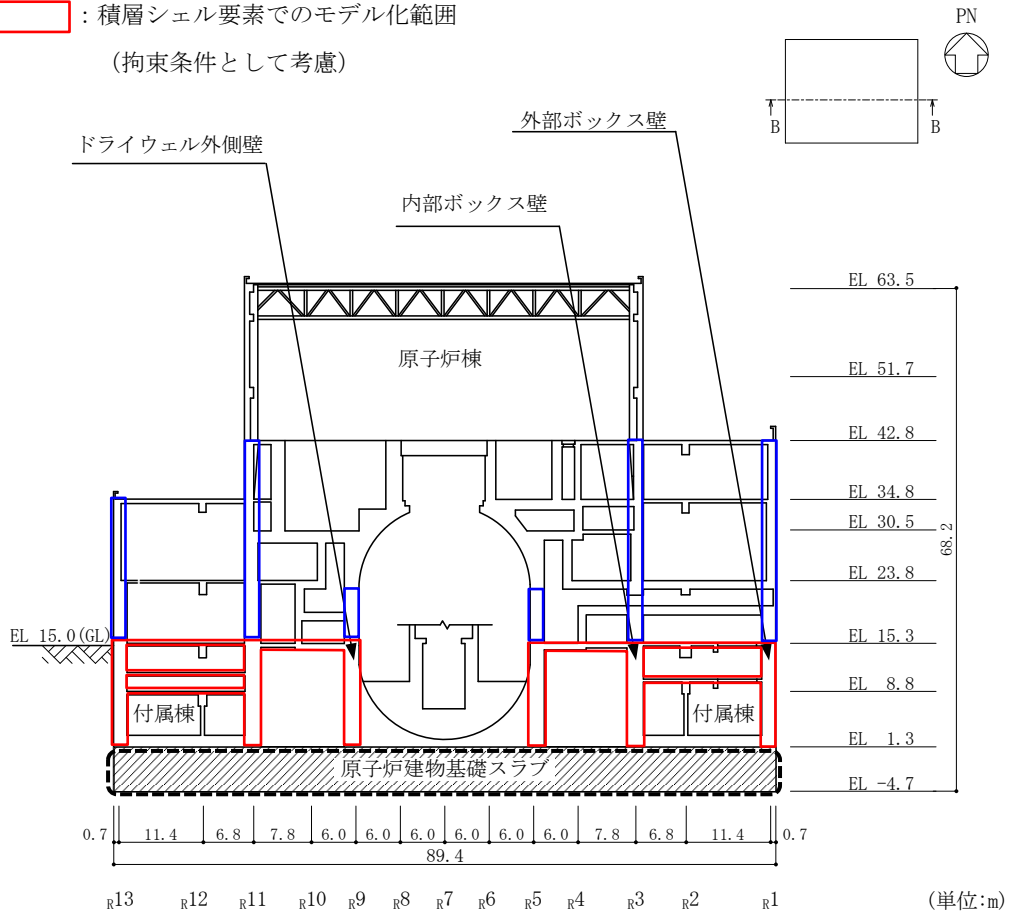 ：積層シェル要素でのモデル化範囲
（拘束条件として考慮）
PN
B B
外部ボックス壁
ドライウェル外側壁
内部ボックス壁
EL 63.5
原子炉棟
EL 51.7
EL 42.8
EL 34.8
EL 30.5
68.2
EL 23.8
EL 15.0(GL)
EL 15.3
EL 8.8
付属棟 付属棟
EL 1.3
原子炉建物基礎スラブ
EL -4.7
0.7 11.4 6.8 7.8 6.0 6.0 6.0 6.0 6.0 6.0 7.8 6.8 11.4 0.7
89.4
R13 R12 R11 R10 R9 R8 R7 R6 R5 R4 R3 R2 R1
(単位:m)